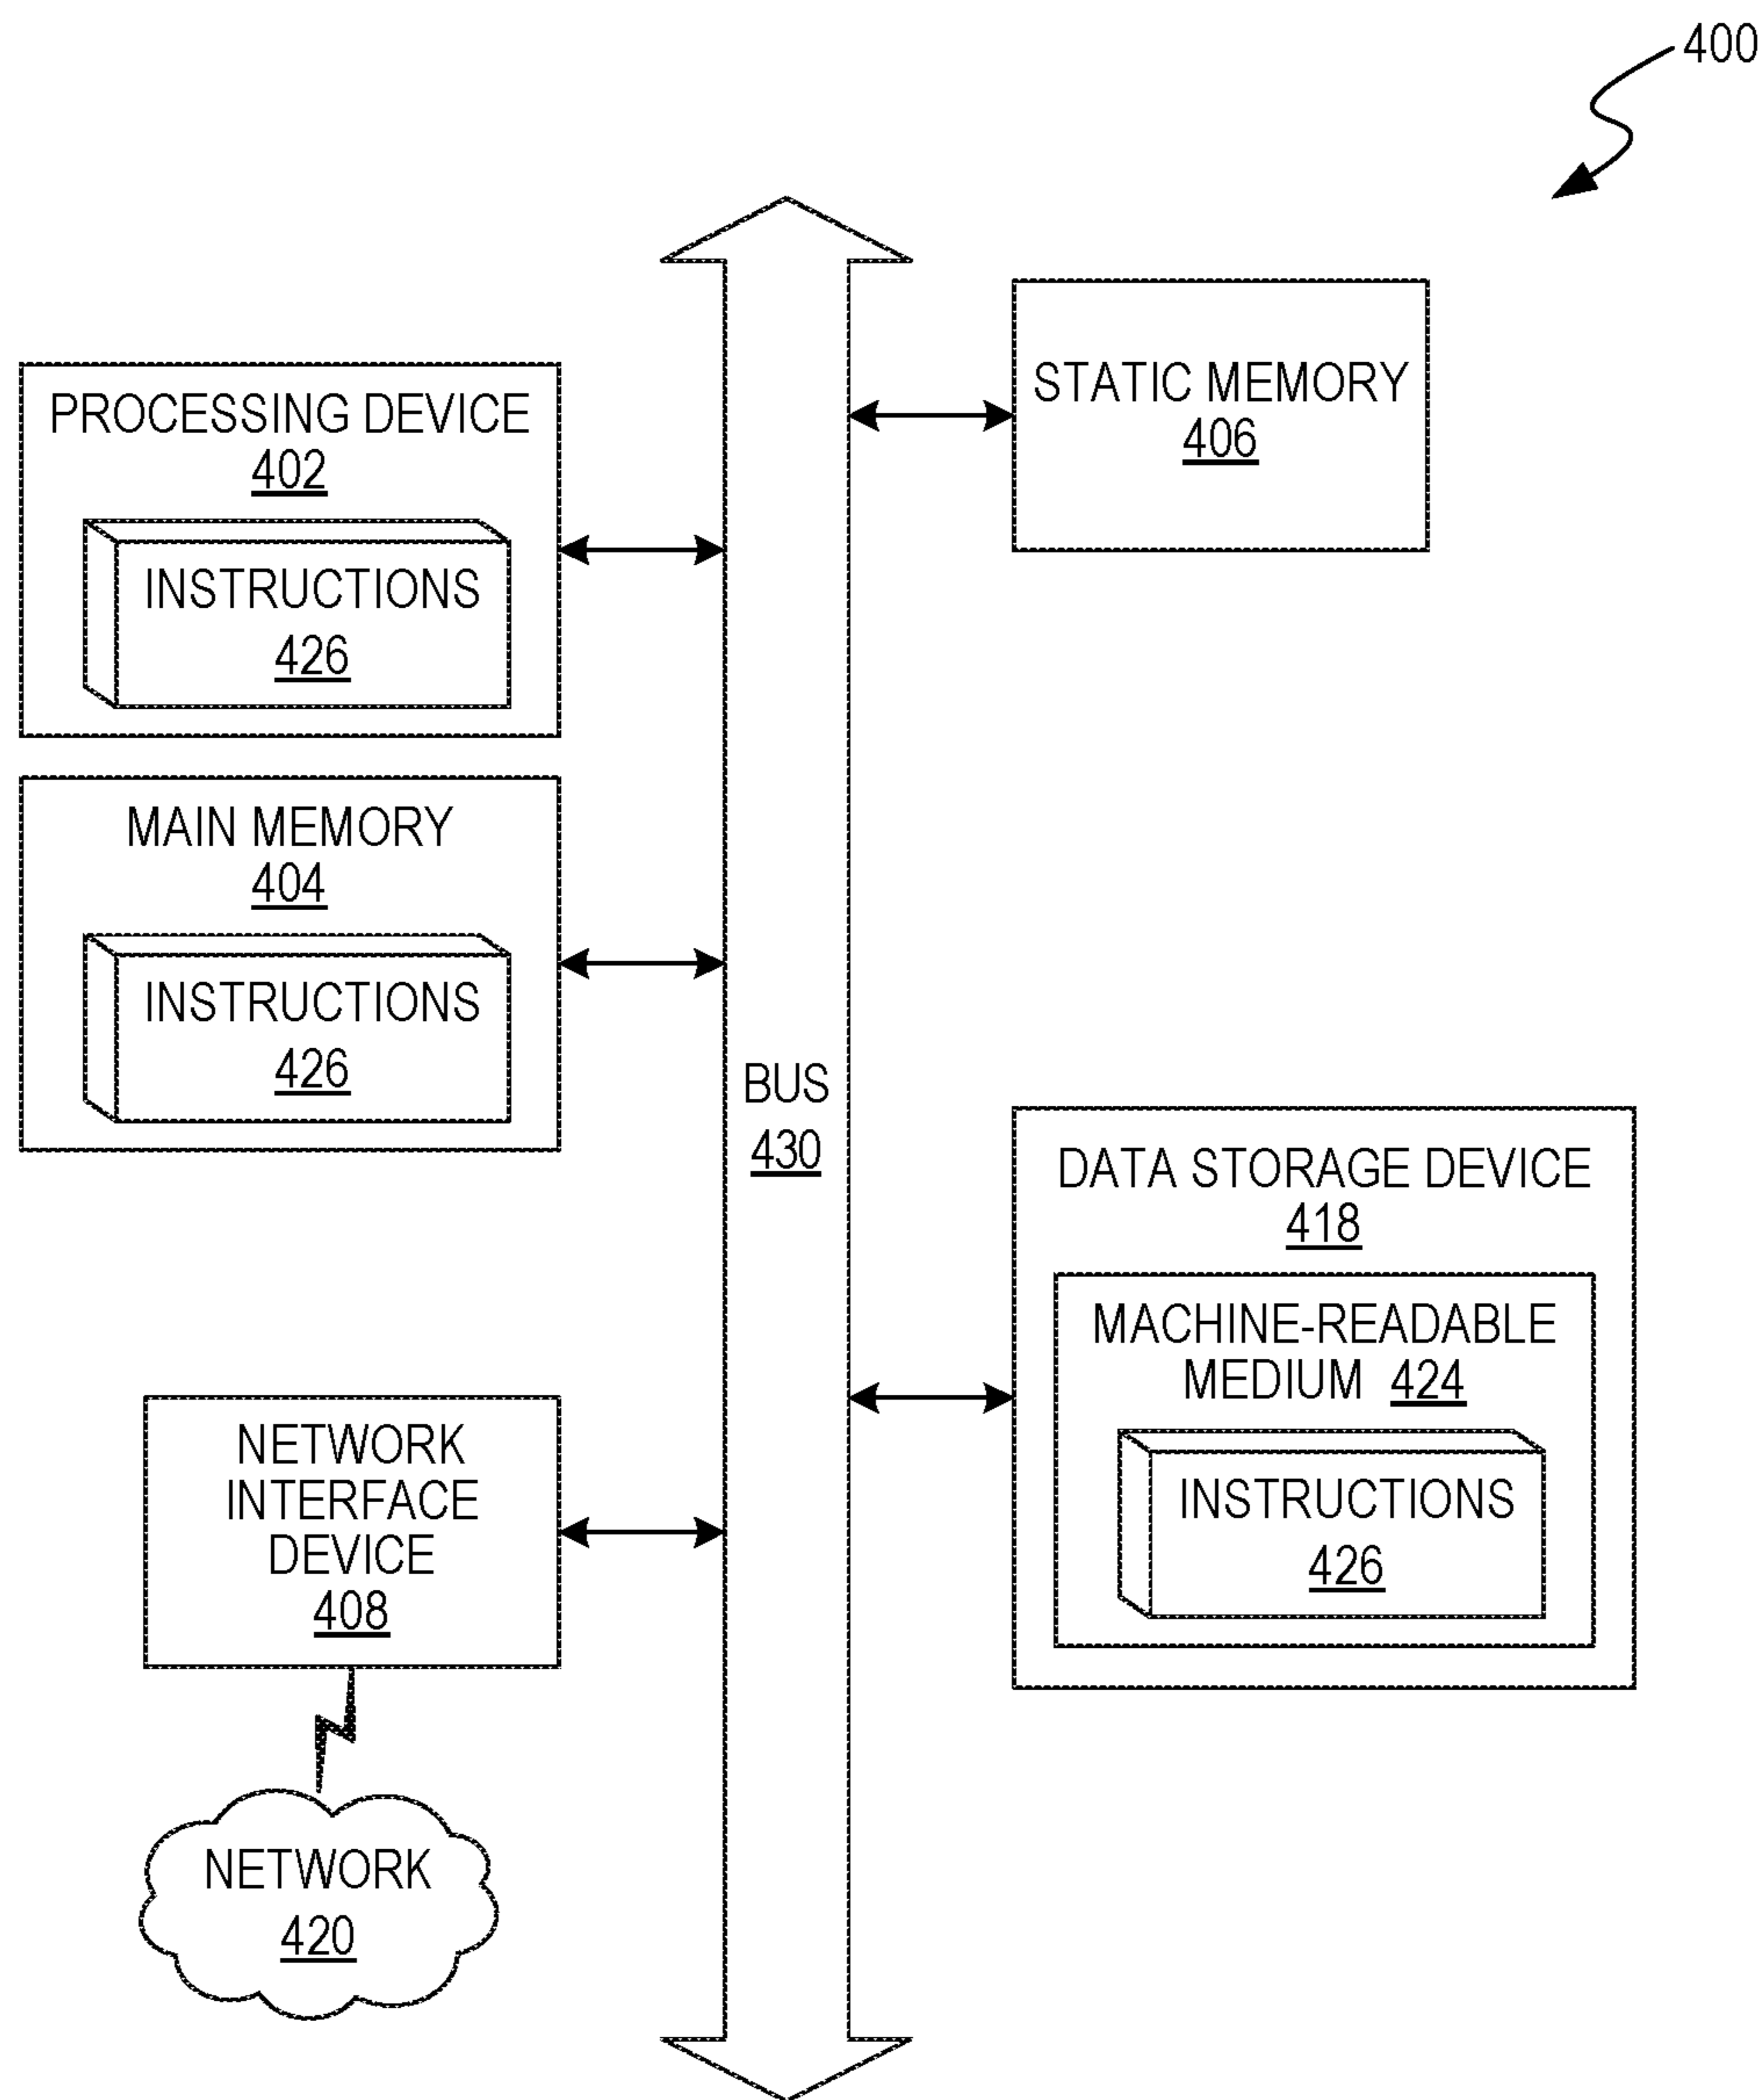 400
PROCESSING DEVICE
402
INSTRUCTIONS
426
STATIC MEMORY
406
MAIN MEMORY
404
INSTRUCTIONS
426
BUS
430
DATA STORAGE DEVICE
418
MACHINE-READABLE
MEDIUM 424
INSTRUCTIONS
426
NETWORK
INTERFACE
DEVICE
408
NETWORK
420